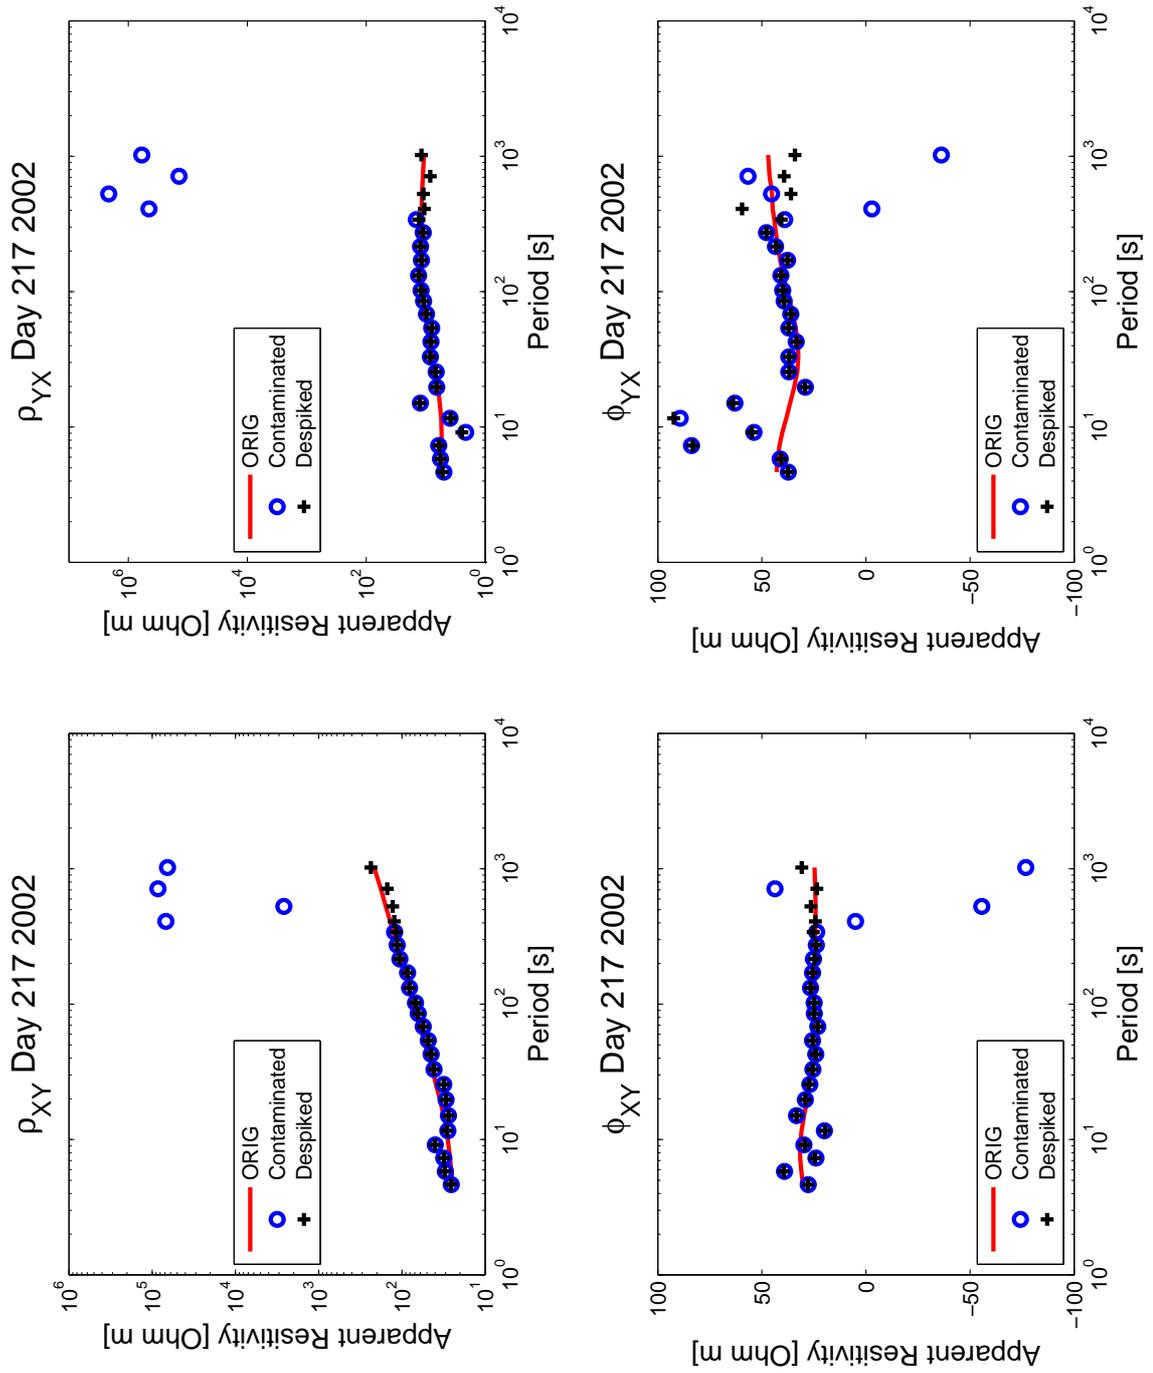 ρXY Day 217 2002
Apparent Resitivity [Ohm m]
10^6
10^5
10^4
10^3
10^2
10^1
ORIG
Contaminated
Despiked
10^0 10^1 10^2 10^3 10^4
Period [s]
ρYX Day 217 2002
Apparent Resitivity [Ohm m]
10^6
10^4
10^2
10^0
ORIG
Contaminated
Despiked
10^0 10^1 10^2 10^3 10^4
Period [s]
ϕXY Day 217 2002
Apparent Resitivity [Ohm m]
100
50
0
−50
−100
ORIG
Contaminated
Despiked
10^0 10^1 10^2 10^3 10^4
Period [s]
ϕYX Day 217 2002
Apparent Resitivity [Ohm m]
100
50
0
−50
−100
ORIG
Contaminated
Despiked
10^0 10^1 10^2 10^3 10^4
Period [s]